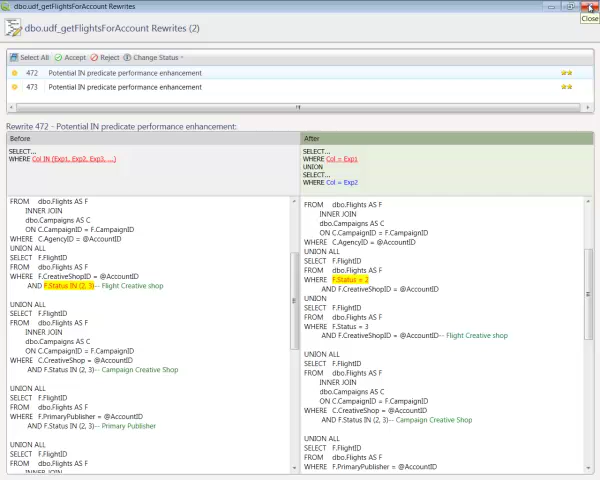 dbo.udf_getFlightsForAccount Rewrites
Close
dbo.udf_getFlightsForAccount Rewrites (2)
Select All Accept Reject Change Status
472 Potential IN predicate performance enhancement
473 Potential IN predicate performance enhancement
Rewrite 472 - Potential IN predicate performance enhancement:
Before
SELECT...
WHERE Col IN (Exp1, Exp2, Exp3, ...)
FROM dbo.Flights AS F
INNER JOIN
dbo.Campaigns AS C
ON C.CampaignID = F.CampaignID
WHERE C.AgencyID = @AccountID
UNION ALL
SELECT F.FlightID
FROM dbo.Flights AS F
WHERE F.CreativeShopID = @AccountID
AND F.Status IN (2, 3)-- Flight Creative shop
UNION ALL
SELECT F.FlightID
FROM dbo.Flights AS F
INNER JOIN
dbo.Campaigns AS C
ON C.CampaignID = F.CampaignID
WHERE C.CreativeShop = @AccountID
AND F.Status IN (2, 3)-- Campaign Creative Shop
UNION ALL
SELECT F.FlightID
FROM dbo.Flights AS F
WHERE F.PrimaryPublisher = @AccountID
AND F.Status IN (2, 3)-- Primary Publisher
UNION ALL
SELECT F.FlightID
FROM dbo.Flights AS F
INNER JOIN
After
SELECT...
WHERE Col = Exp1
UNION
SELECT...
WHERE Col = Exp2
FROM dbo.Flights AS F
INNER JOIN
dbo.Campaigns AS C
ON C.CampaignID = F.CampaignID
WHERE C.AgencyID = @AccountID
UNION ALL
SELECT F.FlightID
FROM dbo.Flights AS F
WHERE F.Status = 2
AND F.CreativeShopID = @AccountID
UNION
SELECT F.FlightID
FROM dbo.Flights AS F
WHERE F.Status = 3
AND F.CreativeShopID = @AccountID-- Flight Creative shop
UNION ALL
SELECT F.FlightID
FROM dbo.Flights AS F
INNER JOIN
dbo.Campaigns AS C
ON C.CampaignID = F.CampaignID
WHERE C.CreativeShop = @AccountID
AND F.Status IN (2, 3)-- Campaign Creative Shop
UNION ALL
SELECT F.FlightID
FROM dbo.Flights AS F
WHERE F.PrimaryPublisher = @AccountID